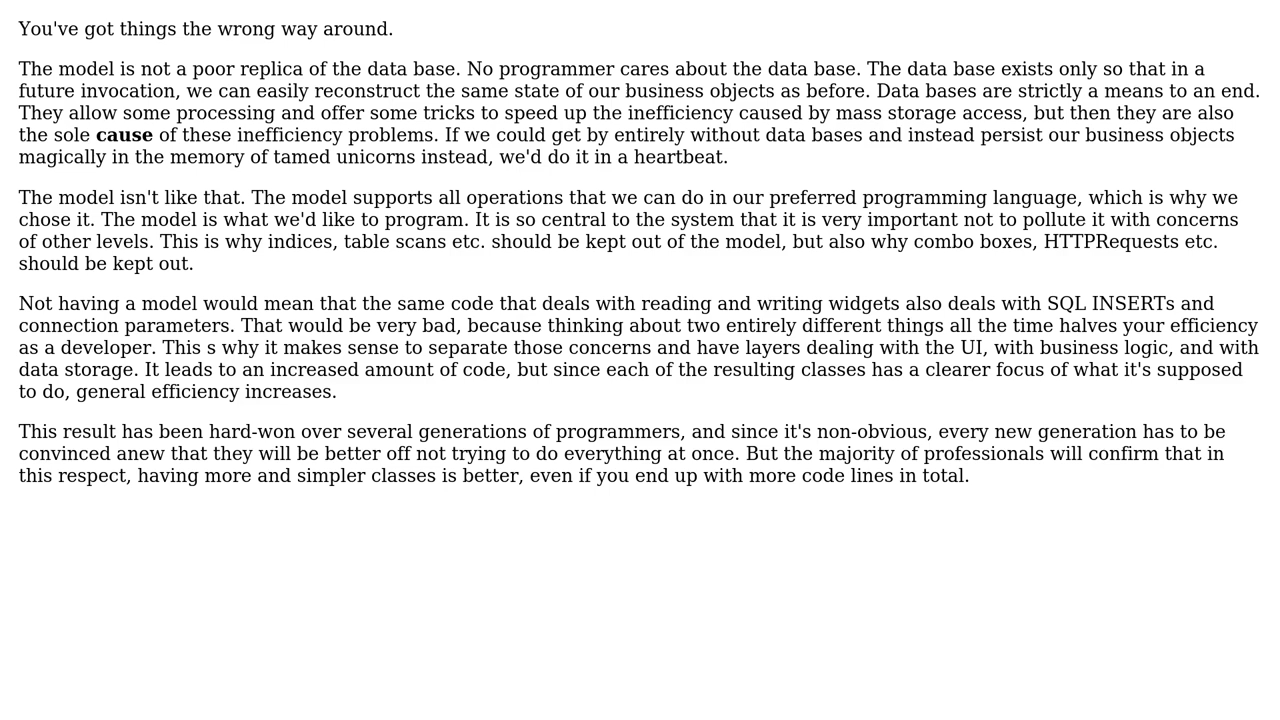 You've got things the wrong way around.
The model is not a poor replica of the data base. No programmer cares about the data base. The data base exists only so that in a
future invocation, we can easily reconstruct the same state of our business objects as before. Data bases are strictly a means to an end.
They allow some processing and offer some tricks to speed up the inefficiency caused by mass storage access, but then they are also
the sole cause of these inefficiency problems. If we could get by entirely without data bases and instead persist our business objects
magically in the memory of tamed unicorns instead, we'd do it in a heartbeat.
The model isn't like that. The model supports all operations that we can do in our preferred programming language, which is why we
chose it. The model is what we'd like to program. It is so central to the system that it is very important not to pollute it with concerns
of other levels. This is why indices, table scans etc. should be kept out of the model, but also why combo boxes, HTTPRequests etc.
should be kept out.
Not having a model would mean that the same code that deals with reading and writing widgets also deals with SQL INSERTs and
connection parameters. That would be very bad, because thinking about two entirely different things all the time halves your efficiency
as a developer. This s why it makes sense to separate those concerns and have layers dealing with the UI, with business logic, and with
data storage. It leads to an increased amount of code, but since each of the resulting classes has a clearer focus of what it's supposed
to do, general efficiency increases.
This result has been hard-won over several generations of programmers, and since it's non-obvious, every new generation has to be
convinced anew that they will be better off not trying to do everything at once. But the majority of professionals will confirm that in
this respect, having more and simpler classes is better, even if you end up with more code lines in total.